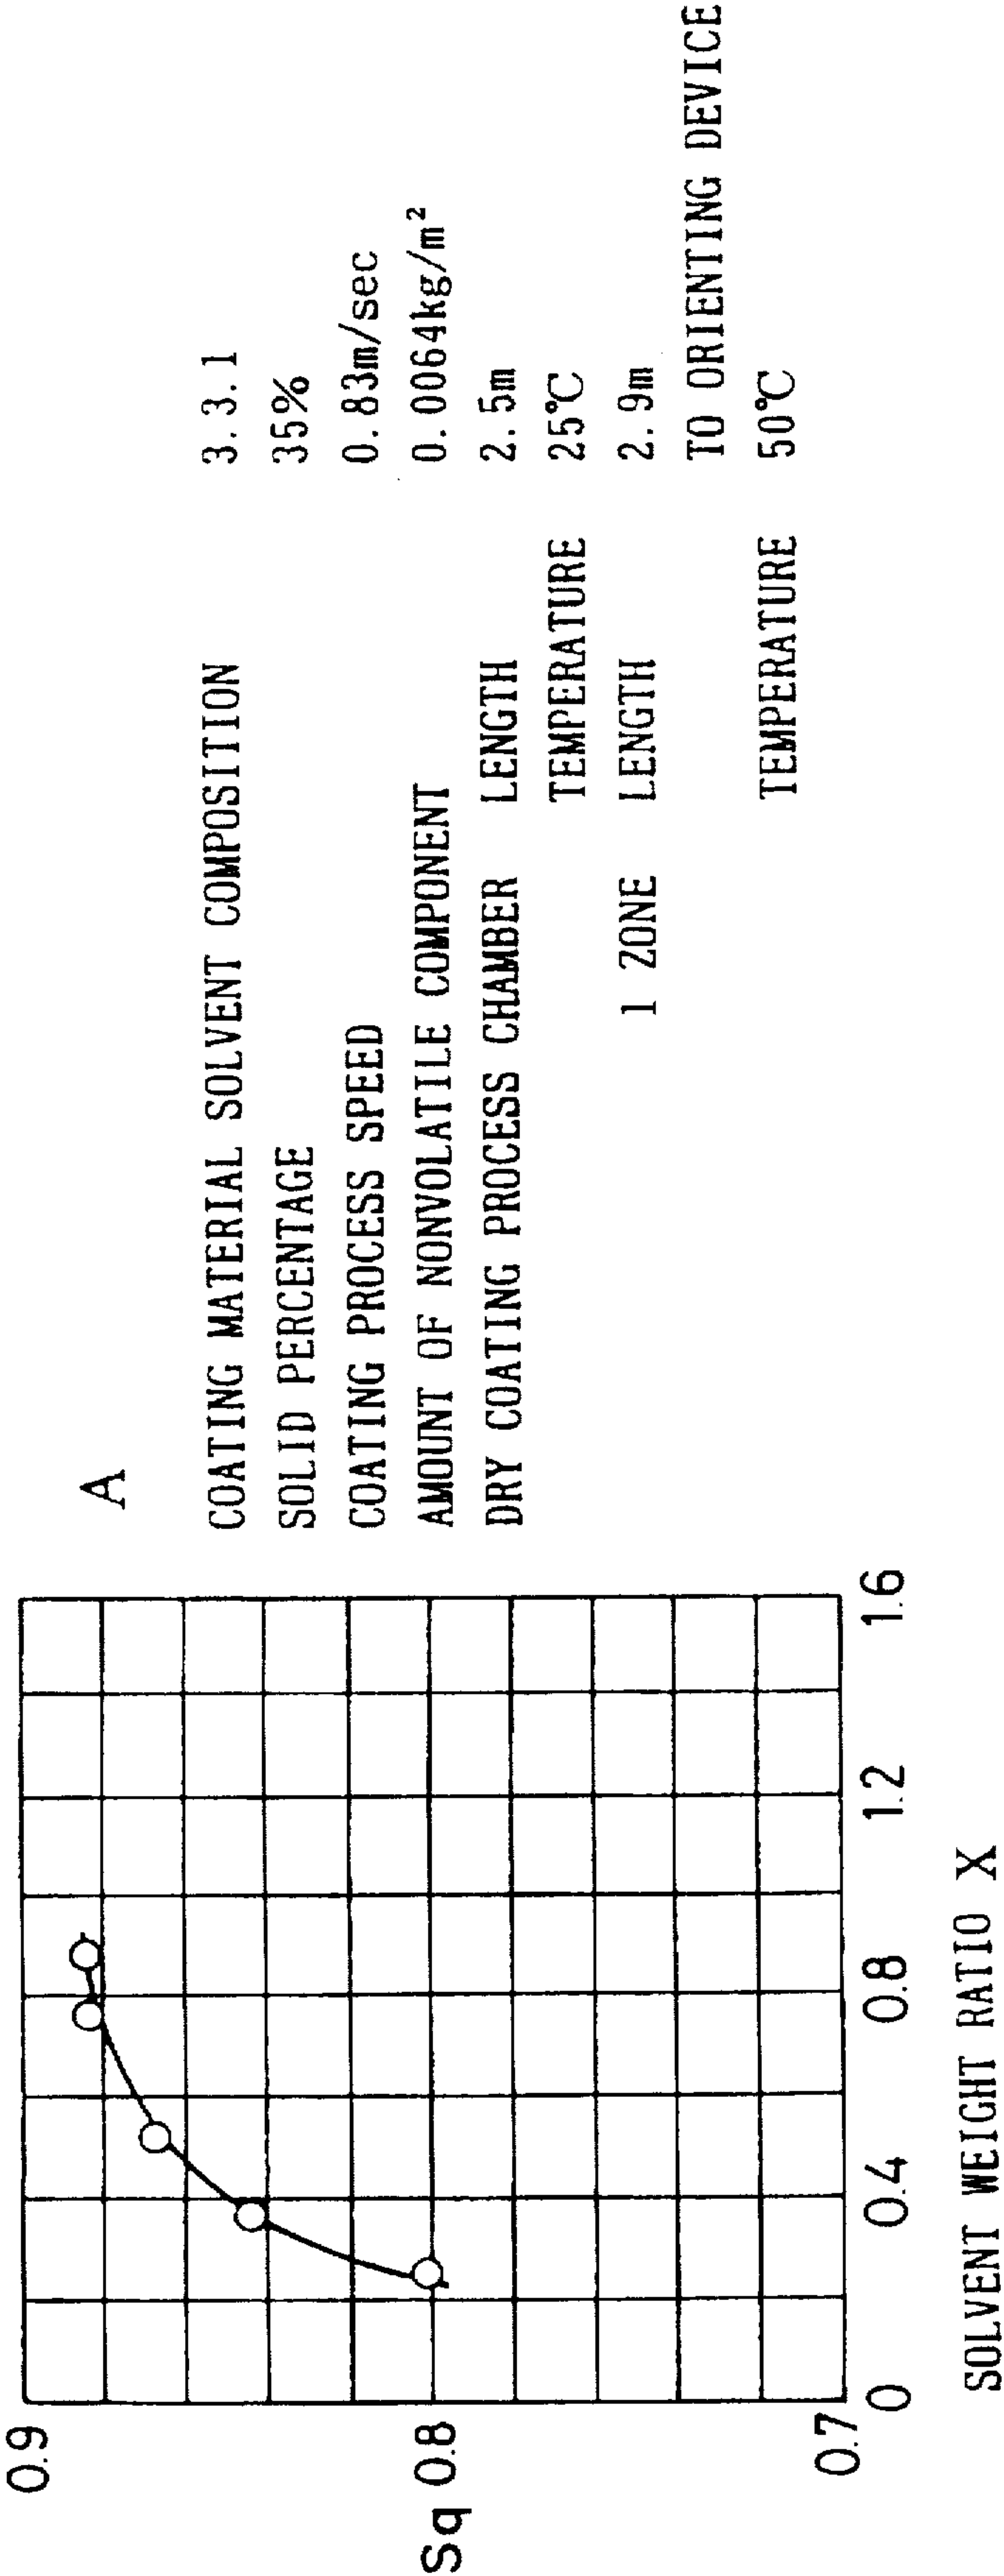 0.9
Sq 0.8
0.7
0 0.4 0.8 1.2 1.6
SOLVENT WEIGHT RATIO X
A
COATING MATERIAL SOLVENT COMPOSITION 3.3.1
SOLID PERCENTAGE 35%
COATING PROCESS SPEED 0.83m/sec
AMOUNT OF NONVOLATILE COMPONENT 0.0064kg/m²
DRY COATING PROCESS CHAMBER LENGTH 2.5m
TEMPERATURE 25℃
1 ZONE LENGTH 2.9m
TO ORIENTING DEVICE
TEMPERATURE 50℃